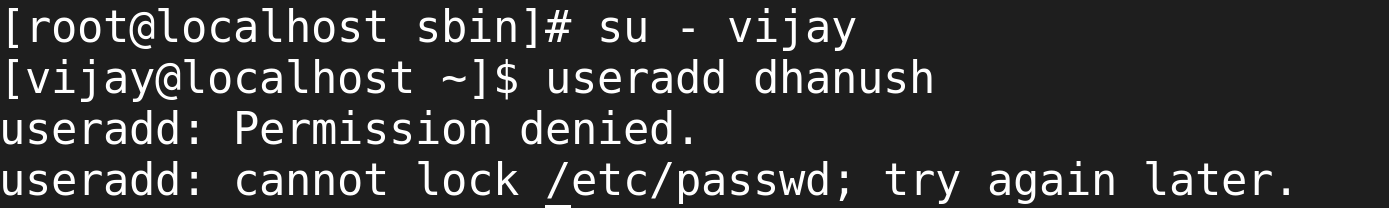 [root@localhost sbin]# su - vijay
[vijay@localhost ~]$ useradd dhanush
useradd: Permission denied.
useradd: cannot lock /etc/passwd; try again later.